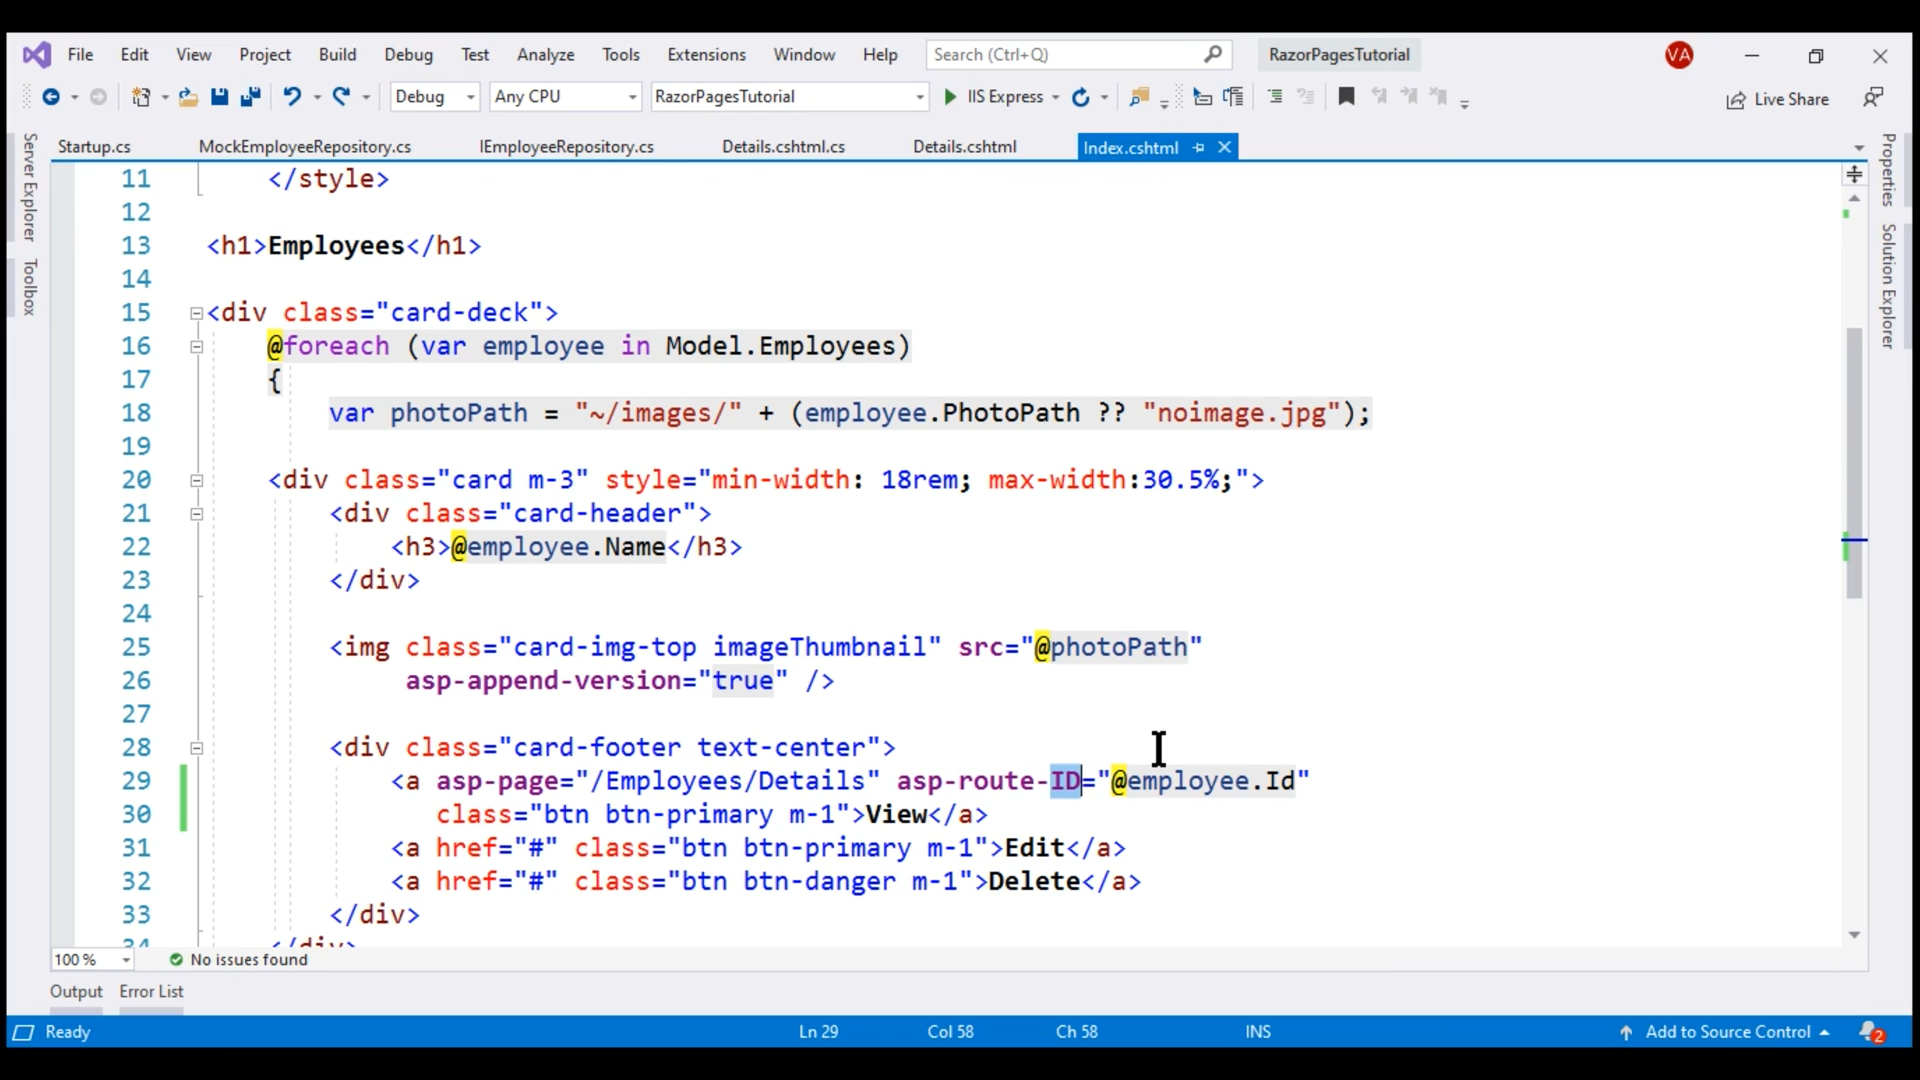 File Edit View Project Build Debug Test Analyze Tools Extensions Window Help Search (Ctrl+Q) RazorPagesTutorial VA
Debug Any CPU RazorPagesTutorial IIS Express Live Share
Startup.cs MockEmployeeRepository.cs IEmployeeRepository.cs Details.cshtml.cs Details.cshtml Index.cshtml
Server Explorer
Toolbox
Properties
Solution Explorer
11 </style>
12
13 <h1>Employees</h1>
14
15 <div class="card-deck">
16 @foreach (var employee in Model.Employees)
17 {
18 var photoPath = "~/images/" + (employee.PhotoPath ?? "noimage.jpg");
19
20 <div class="card m-3" style="min-width: 18rem; max-width:30.5%;">
21 <div class="card-header">
22 <h3>@employee.Name</h3>
23 </div>
24
25 <img class="card-img-top imageThumbnail" src="@photoPath"
26 asp-append-version="true" />
27
28 <div class="card-footer text-center">
29 <a asp-page="/Employees/Details" asp-route-ID="@employee.Id"
30 class="btn btn-primary m-1">View</a>
31 <a href="#" class="btn btn-primary m-1">Edit</a>
32 <a href="#" class="btn btn-danger m-1">Delete</a>
33 </div>
34 </div>
100 % No issues found
Output Error List
Ready Ln 29 Col 58 Ch 58 INS Add to Source Control 2